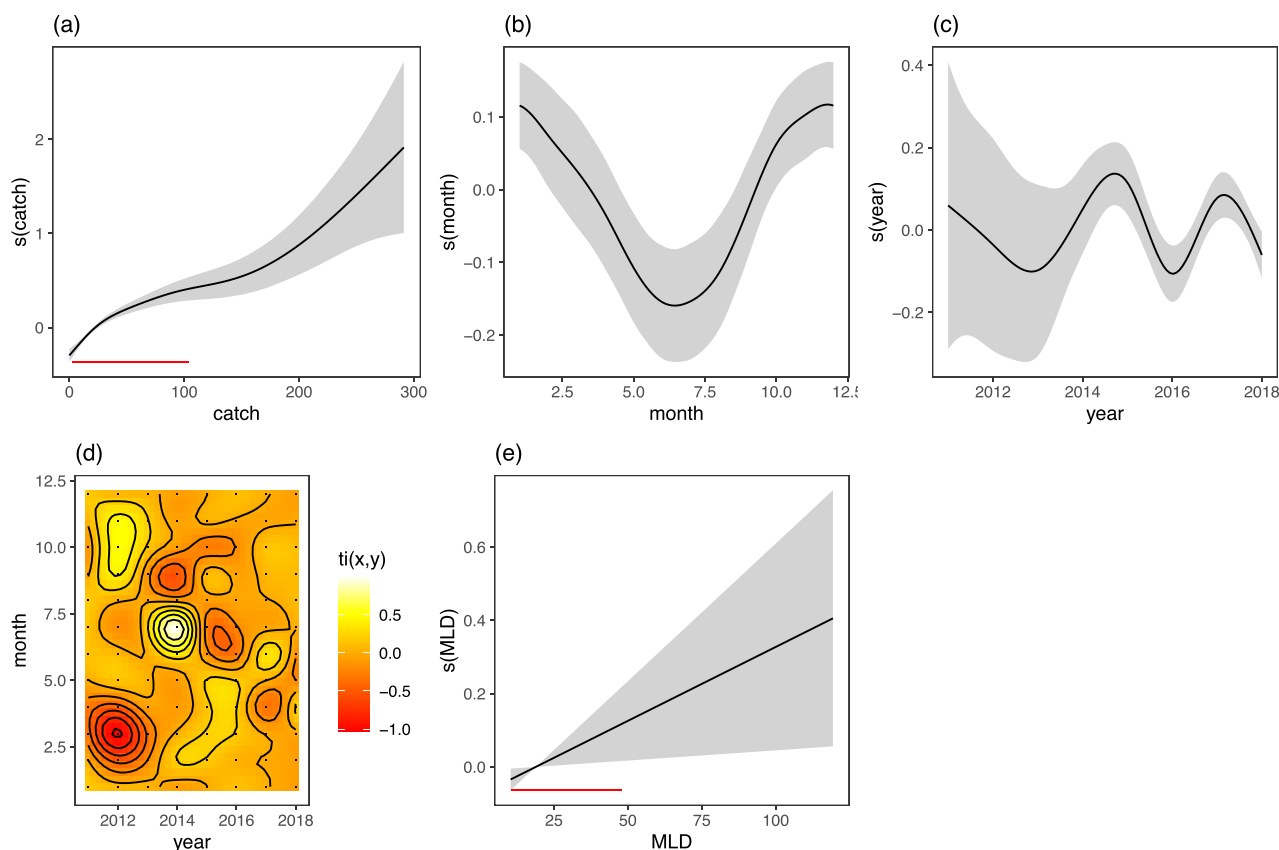 (a)
s(catch)
2
1
0
0
100
200
300
catch
(b)
s(month)
0.1
0.0
−0.1
−0.2
2.5
5.0
7.5
10.0
12.5
month
(c)
s(year)
0.4
0.2
0.0
−0.2
2012
2014
2016
2018
year
(d)
month
12.5
10.0
7.5
5.0
2.5
2012
2014
2016
2018
year
ti(x,y)
0.5
0.0
−0.5
−1.0
(e)
s(MLD)
0.6
0.4
0.2
0.0
25
50
75
100
MLD